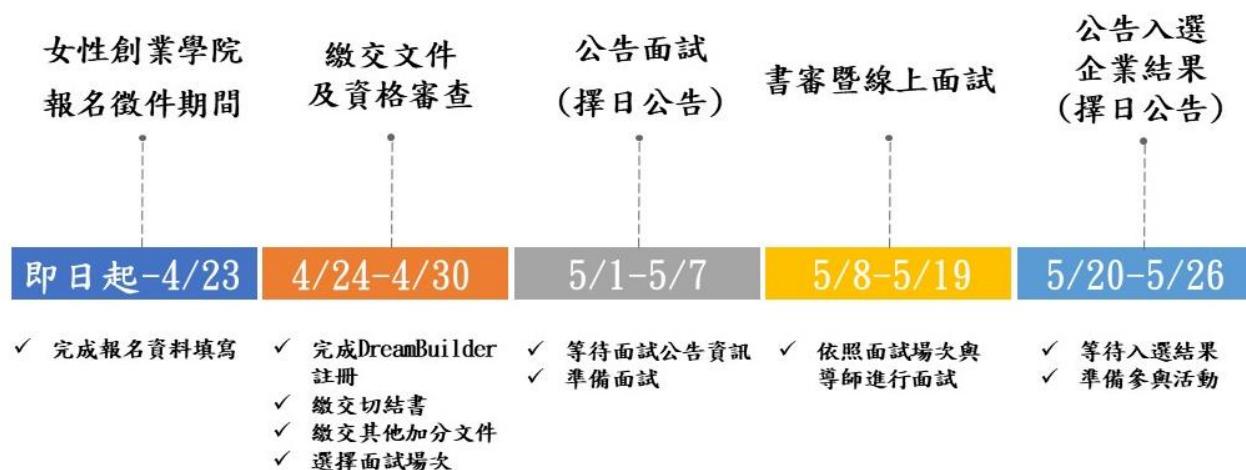 女性創業學院
報名徵件期間
繳交文件
及資格審查
公告面試
(擇日公告)
書審暨線上面試
公告入選
企業結果
(擇日公告)
即日起-4/23
4/24-4/30
5/1-5/7
5/8-5/19
5/20-5/26
✓ 完成報名資料填寫
✓ 完成DreamBuilder
註冊
✓ 繳交切結書
✓ 繳交其他加分文件
✓ 選擇面試場次
✓ 等待面試公告資訊
✓ 準備面試
✓ 依照面試場次與
導師進行面試
✓ 等待入選結果
✓ 準備參與活動